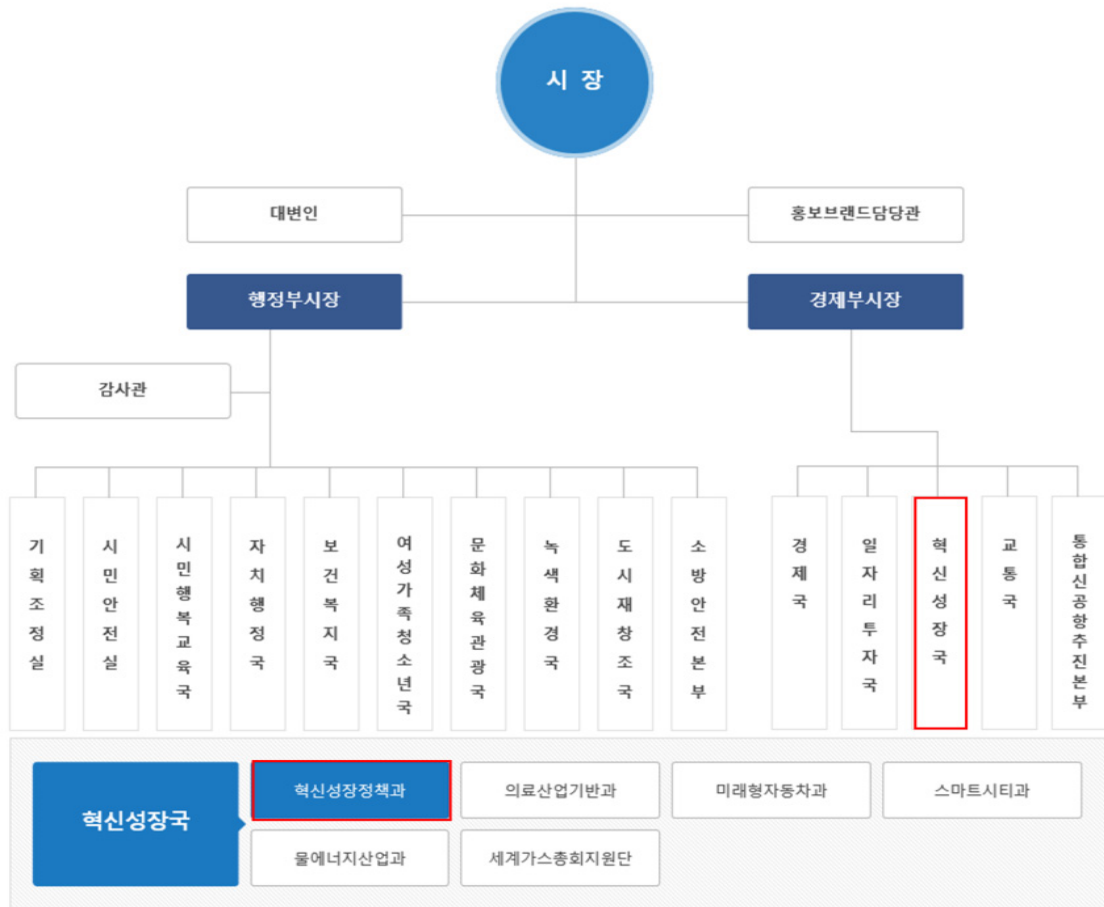 시 장
대변인
홍보브랜드담당관
행정부시장
경제부시장
감사관
기획조정실
시민안전실
시민행복교육국
자치행정국
보건복지국
여성가족청소년국
문화체육관광국
녹색환경국
도시재창조국
소방안전본부
경제국
일자리투자국
혁신성장국
교통국
통합신공항추진본부
혁신성장국
혁신성장정책과
의료산업기반과
미래형자동차과
스마트시티과
물에너지산업과
세계가스총회지원단